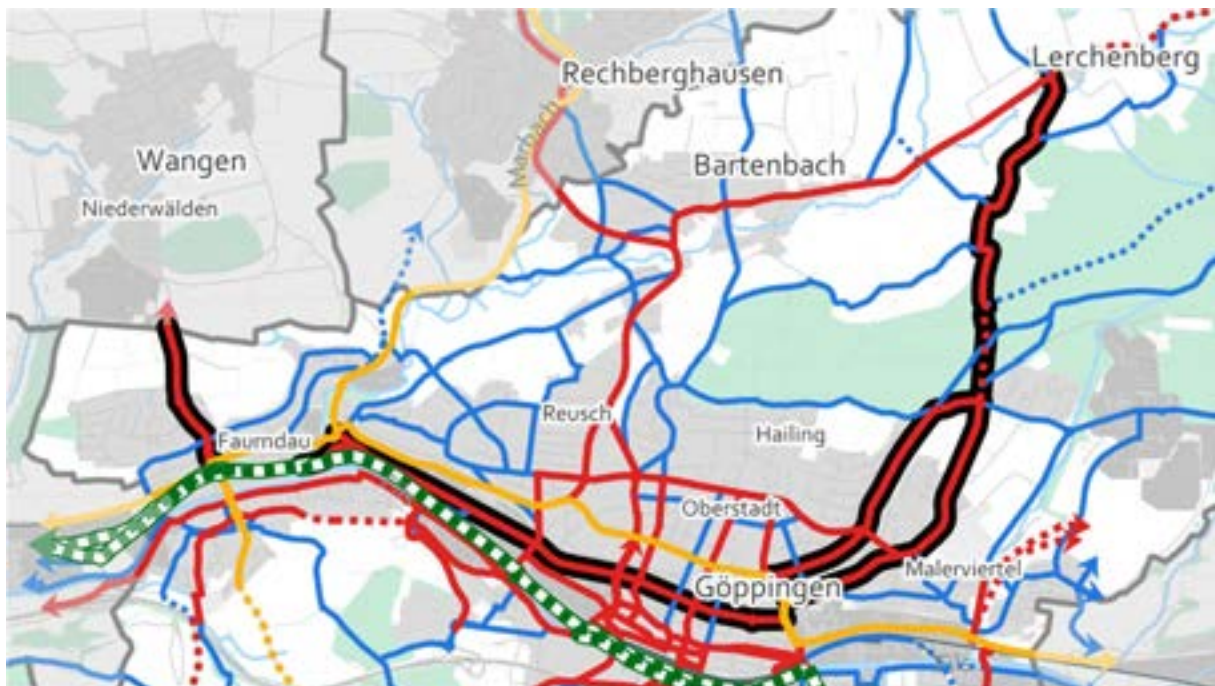 Lerchenberg
Rechberghausen
Marbach
Wangen
Bartenbach
Niederwälden
Reusch
Hailing
Faurndau
Oberstadt
Malerviertel
Göppingen